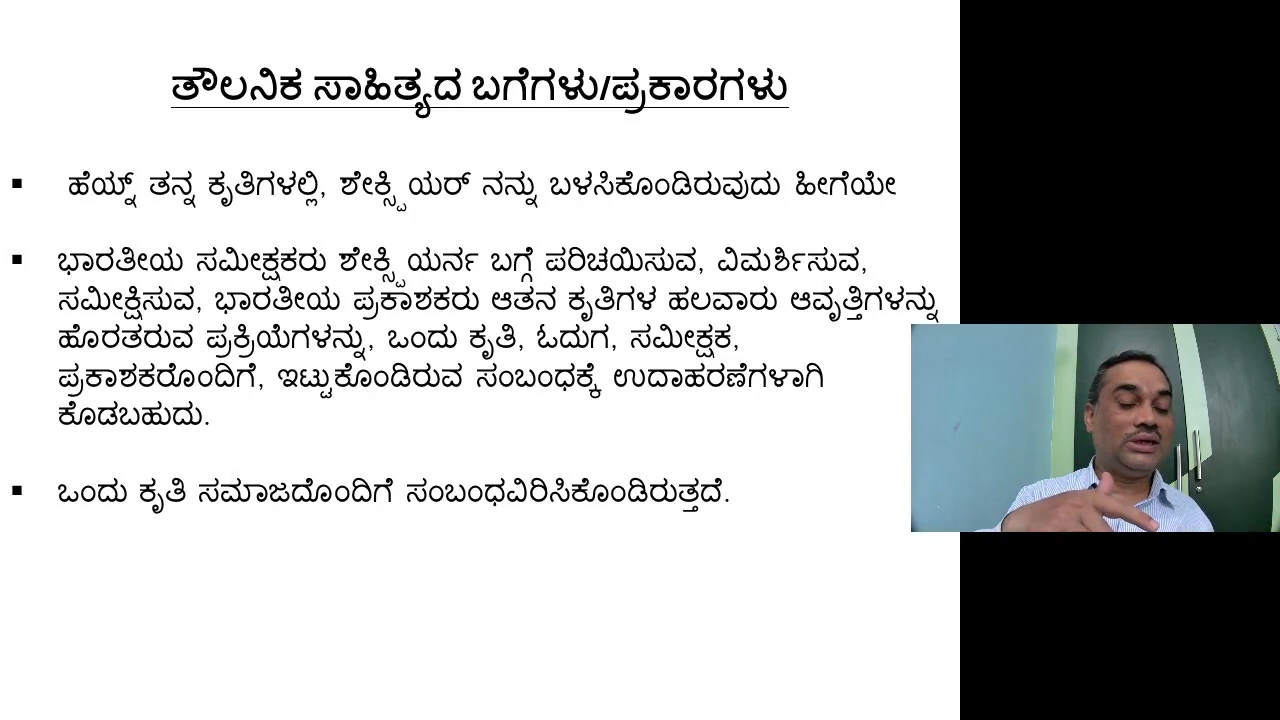 ತೌಲನಿಕ ಸಾಹಿತ್ಯದ ಬಗೆಗಳು/ಪ್ರಕಾರಗಳು
▪ ಹೆಯ್ನ್ ತನ್ನ ಕೃತಿಗಳಲ್ಲಿ, ಶೇಕ್ಸ್ಪಿಯರ್ ನನ್ನು ಬಳಸಿಕೊಂಡಿರುವುದು ಹೀಗೆಯೇ
▪ ಭಾರತೀಯ ಸಮೀಕ್ಷಕರು ಶೇಕ್ಸ್ಪಿಯರ್ನ ಬಗ್ಗೆ ಪರಿಚಯಿಸುವ, ವಿಮರ್ಶಿಸುವ,
ಸಮೀಕ್ಷಿಸುವ, ಭಾರತೀಯ ಪ್ರಕಾಶಕರು ಆತನ ಕೃತಿಗಳ ಹಲವಾರು ಆವೃತ್ತಿಗಳನ್ನು
ಹೊರತರುವ ಪ್ರಕ್ರಿಯೆಗಳನ್ನು, ಒಂದು ಕೃತಿ, ಓದುಗ, ಸಮೀಕ್ಷಕ,
ಪ್ರಕಾಶಕರೊಂದಿಗೆ, ಇಟ್ಟುಕೊಂಡಿರುವ ಸಂಬಂಧಕ್ಕೆ ಉದಾಹರಣೆಗಳಾಗಿ
ಕೊಡಬಹುದು.
▪ ಒಂದು ಕೃತಿ ಸಮಾಜದೊಂದಿಗೆ ಸಂಬಂಧವಿರಿಸಿಕೊಂಡಿರುತ್ತದೆ.